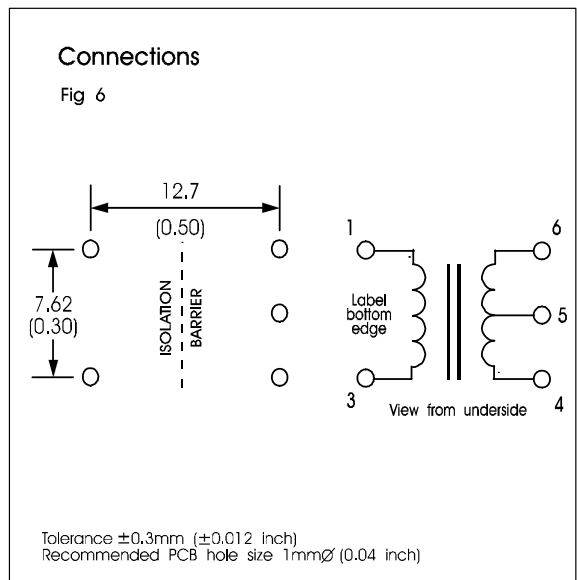 Connections
Fig 6
12.7
(0.50)
7.62
(0.30)
ISOLATION
BARRIER
1
6
Label
bottom
edge
5
3
4
View from underside
Tolerance ±0.3mm (±0.012 inch)
Recommended PCB hole size 1mmØ (0.04 inch)